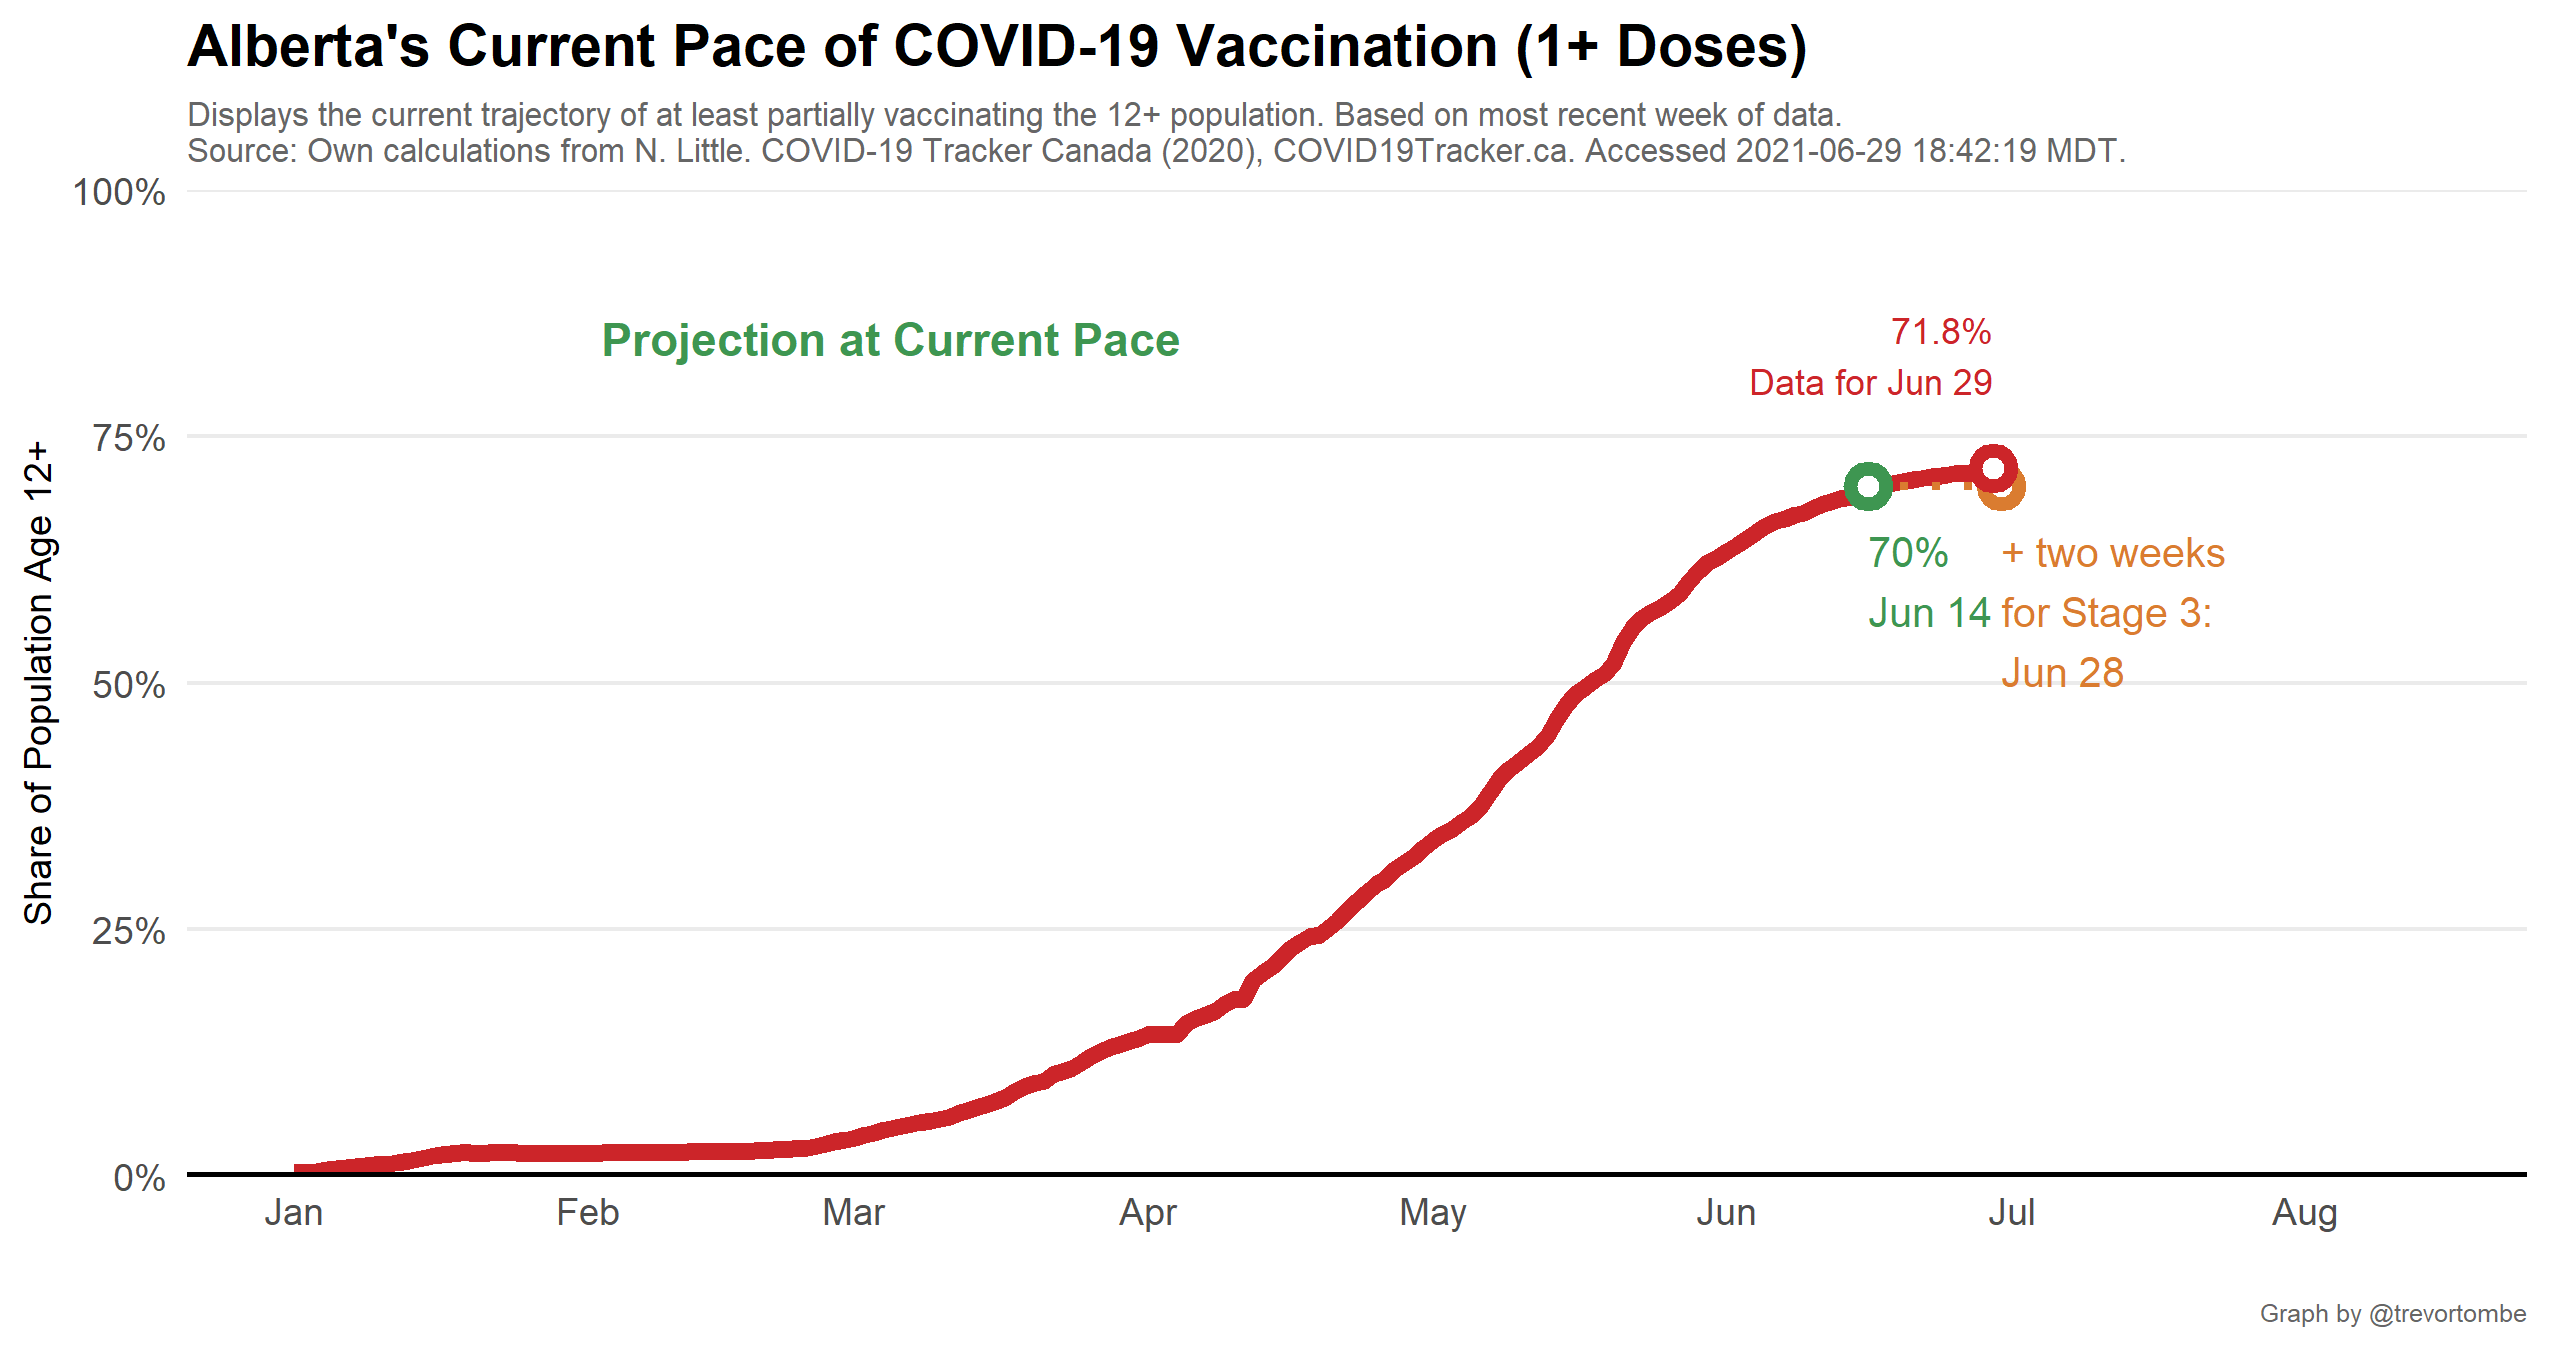 Alberta's Current Pace of COVID-19 Vaccination (1+ Doses)
Displays the current trajectory of at least partially vaccinating the 12+ population. Based on most recent week of data.
Source: Own calculations from N. Little. COVID-19 Tracker Canada (2020), COVID19Tracker.ca. Accessed 2021-06-29 18:42:19 MDT.
100%
75%
50%
25%
0%
Share of Population Age 12+
Projection at Current Pace
71.8%
Data for Jun 29
70%
Jun 14
+ two weeks
for Stage 3:
Jun 28
Jan Feb Mar Apr May Jun Jul Aug
Graph by @trevortombe